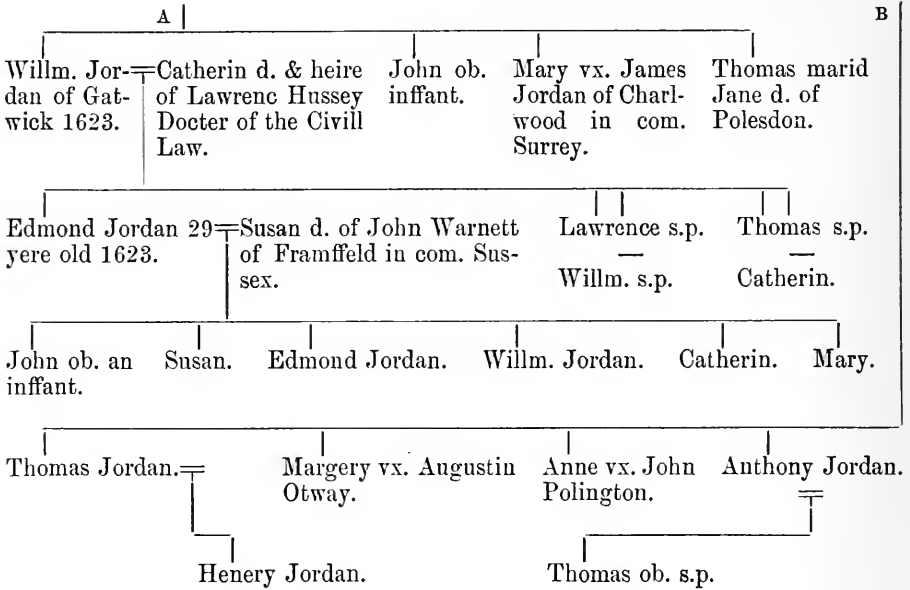 A
B
Willm. Jor-
dan of Gat-
wick 1623.
Catherin d. & heire
of Lawrenc Hussey
Docter of the Civill
Law.
John ob.
inffant.
Mary vx. James
Jordan of Charl-
wood in com.
Surrey.
Thomas marid
Jane d. of
Polesdon.
Edmond Jordan 29
yere old 1623.
Susan d. of John Warnett
of Framffeld in com. Sus-
sex.
Lawrence s.p.
—
Willm. s.p.
Thomas s.p.
—
Catherin.
John ob. an
inffant.
Susan.
Edmond Jordan.
Willm. Jordan.
Catherin.
Mary.
Thomas Jordan.
Margery vx. Augustin
Otway.
Anne vx. John
Polington.
Anthony Jordan.
Henery Jordan.
Thomas ob. s.p.